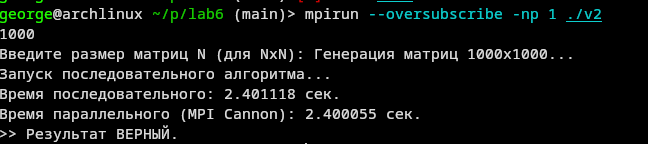 george@archlinux ~/p/lab6 (main)> mpirun --oversubscribe -np 1 ./v2
1000
Введите размер матриц N (для NxN): Генерация матриц 1000x1000...
Запуск последовательного алгоритма...
Время последовательного: 2.401118 сек.
Время параллельного (MPI Cannon): 2.400055 сек.
>> Результат ВЕРНЫЙ.